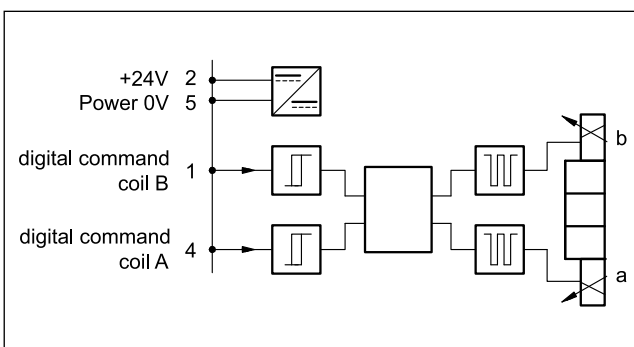 +24V 2
Power 0V 5
digital command
coil B
1
digital command
coil A
4
b
a